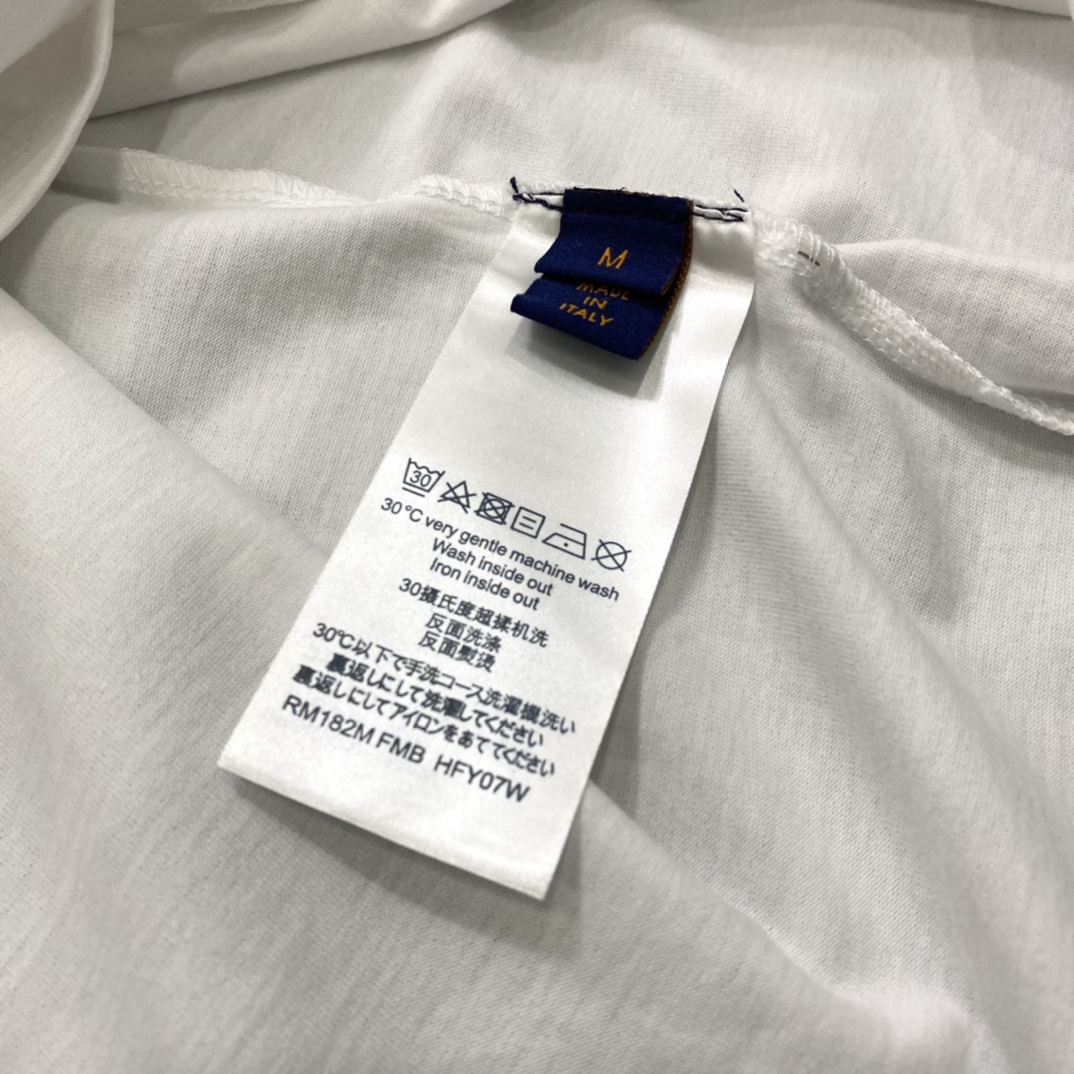 M
MADE
IN
ITALY
30
30°C very gentle machine wash
Wash inside out
Iron inside out
30摄氏度超揉机洗
反面洗涤
反面熨烫
30℃以下で手洗コース洗濯機洗い
裏返しにして洗濯してください
裏返しにしてアイロンをあててください
RM182M FMB HFY07W